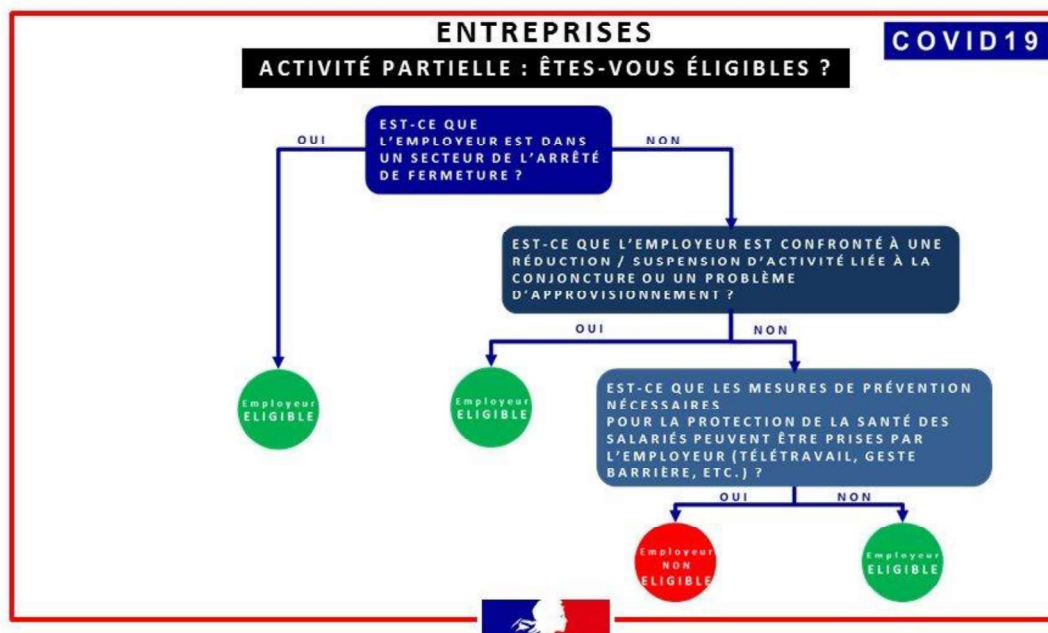 ENTREPRISES
COVID19
ACTIVITÉ PARTIELLE : ÊTES-VOUS ÉLIGIBLES ?
EST-CE QUE
L'EMPLOYEUR EST DANS
UN SECTEUR DE L'ARRÊTÉ
DE FERMETURE ?
OUI
NON
EST-CE QUE L'EMPLOYEUR EST CONFRONTÉ À UNE
RÉDUCTION / SUSPENSION D'ACTIVITÉ LIÉE À LA
CONJONCTURE OU UN PROBLÈME
D'APPROVISIONNEMENT ?
OUI
NON
Employeur
ELIGIBLE
Employeur
ELIGIBLE
EST-CE QUE LES MESURES DE PRÉVENTION
NÉCESSAIRES
POUR LA PROTECTION DE LA SANTÉ DES
SALARIÉS PEUVENT ÊTRE PRISES PAR
L'EMPLOYEUR (TÉLÉTRAVAIL, GESTE
BARRIÈRE, ETC.) ?
OUI
NON
Employeur
NON
ELIGIBLE
Employeur
ELIGIBLE